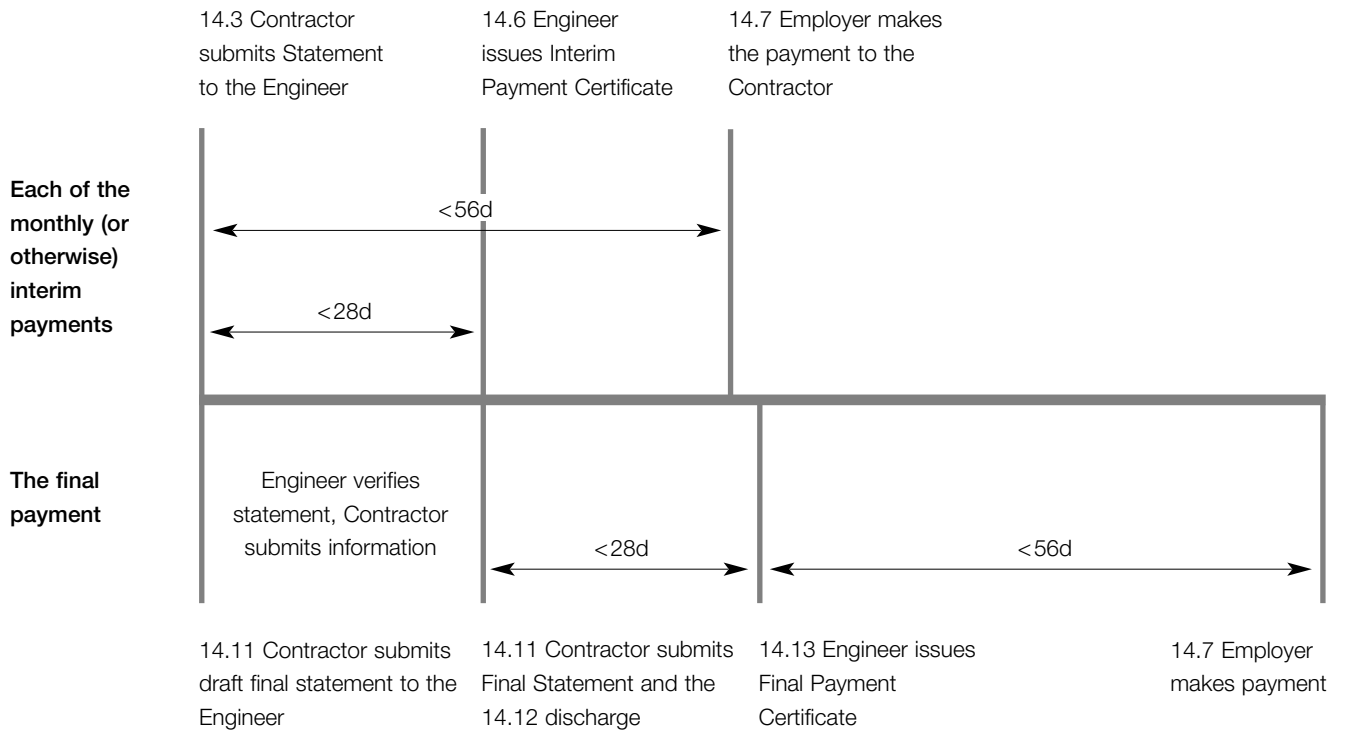 14.3 Contractor
submits Statement
to the Engineer
14.6 Engineer
issues Interim
Payment Certificate
14.7 Employer makes
the payment to the
Contractor
Each of the
monthly (or
otherwise)
interim
payments
<56d
<28d
The final
payment
Engineer verifies
statement, Contractor
submits information
<28d
<56d
14.11 Contractor submits
draft final statement to the
Engineer
14.11 Contractor submits
Final Statement and the
14.12 discharge
14.13 Engineer issues
Final Payment
Certificate
14.7 Employer
makes payment